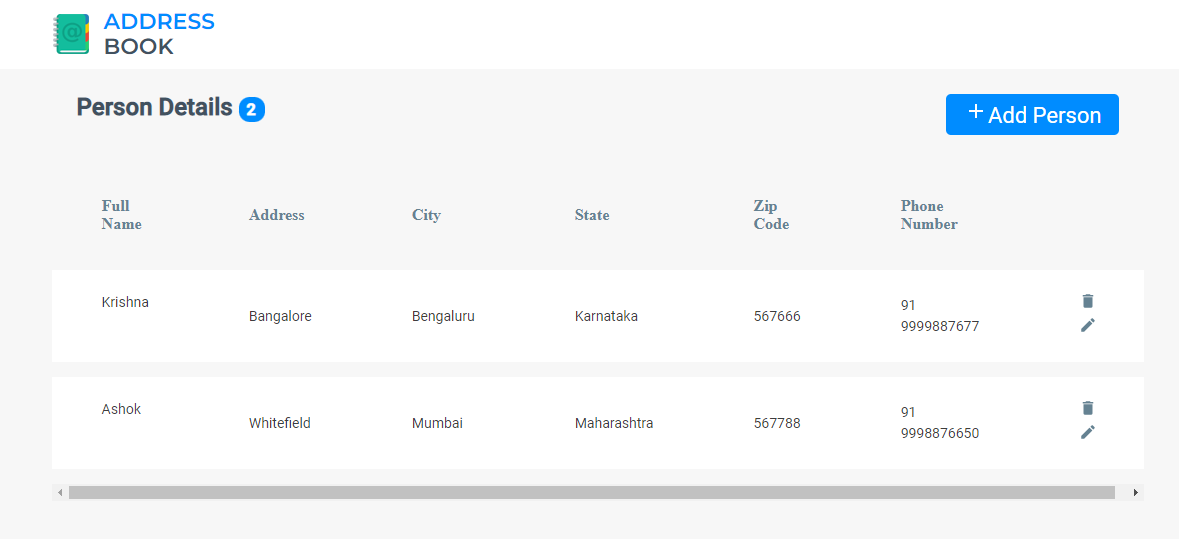 ADDRESS
BOOK
Person Details 2
+ Add Person
Full Name Address City State Zip Code Phone Number
Krishna Bangalore Bengaluru Karnataka 567666 91 9999887677
Ashok Whitefield Mumbai Maharashtra 567788 91 9998876650